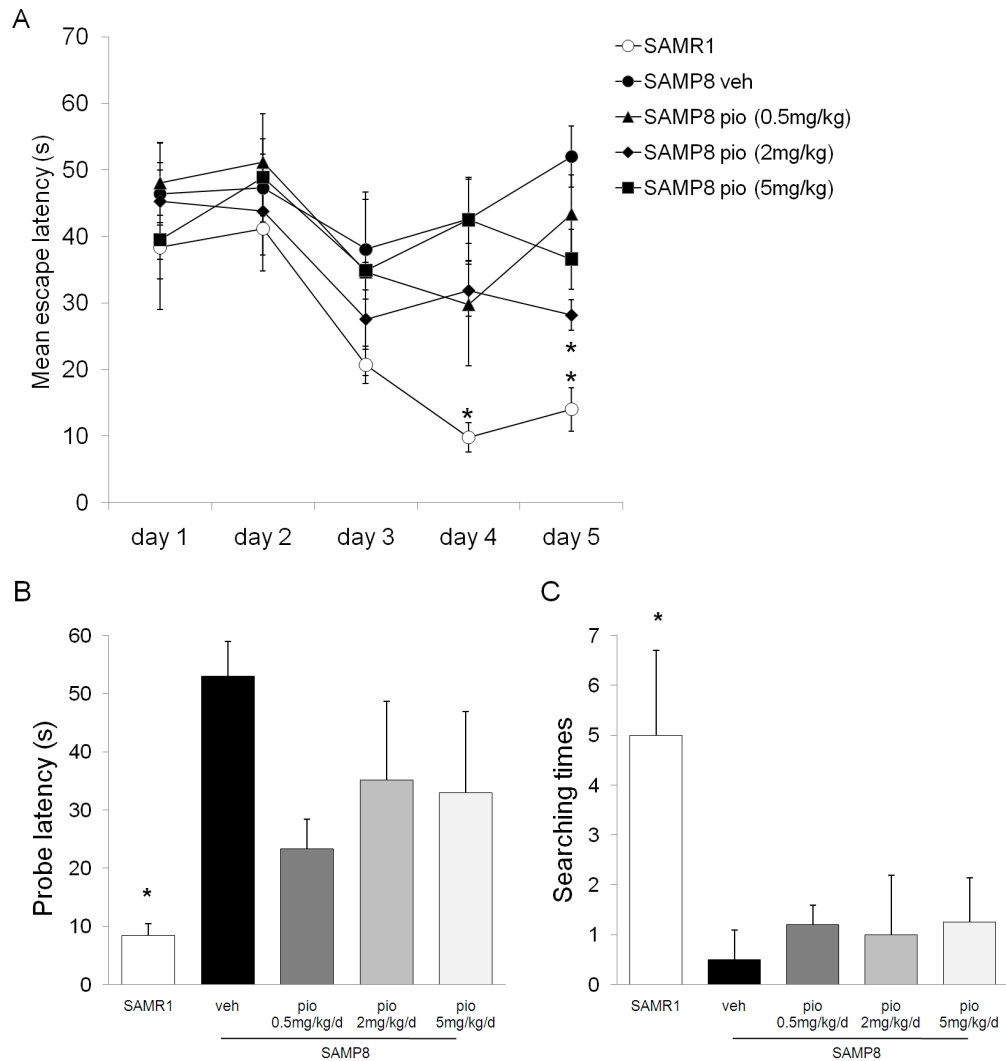 A
70
60
50
40
30
20
10
0
Mean escape latency (s)
day 1 day 2 day 3 day 4 day 5
SAMR1
SAMP8 veh
SAMP8 pio (0.5mg/kg)
SAMP8 pio (2mg/kg)
SAMP8 pio (5mg/kg)
*
*
*
B
60
50
40
30
20
10
0
Probe latency (s)
*
SAMR1 veh pio pio pio
0.5mg/kg/d 2mg/kg/d 5mg/kg/d
SAMP8
C
7
6
5
4
3
2
1
0
Searching times
*
SAMR1 veh pio pio pio
0.5mg/kg/d 2mg/kg/d 5mg/kg/d
SAMP8